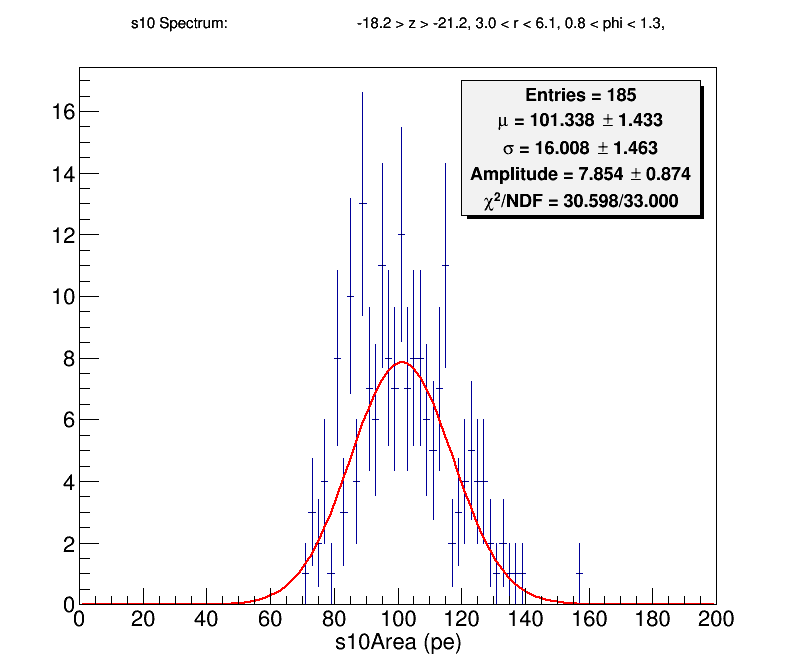 s10 Spectrum: -18.2 > z > -21.2, 3.0 < r < 6.1, 0.8 < phi < 1.3,
Entries = 185
μ = 101.338 ± 1.433
σ = 16.008 ± 1.463
Amplitude = 7.854 ± 0.874
χ²/NDF = 30.598/33.000
16
14
12
10
8
6
4
2
0
0 20 40 60 80 100 120 140 160 180 200
s10Area (pe)